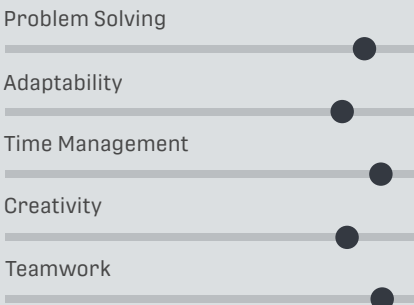 Problem Solving
Adaptability
Time Management
Creativity
Teamwork